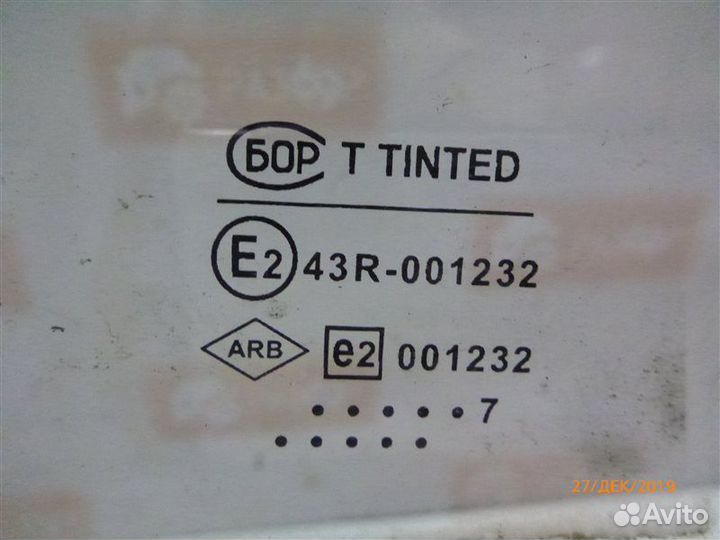 БОР T TINTED
E2 43R-001232
ARB e2 001232
• • • • • 7
• • • • •
27/ДЕК/2019
Avito